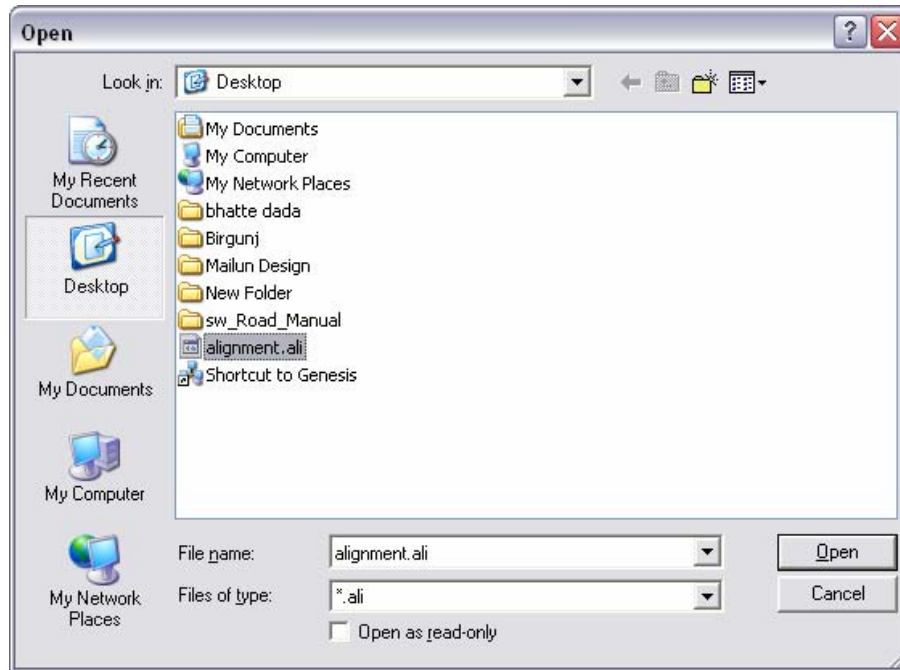 Open
Look in:
Desktop
My Recent
Documents
Desktop
My Documents
My Computer
My Network
Places
My Documents
My Computer
My Network Places
bhatte dada
Birgunj
Mailun Design
New Folder
sw_Road_Manual
alignment.ali
Shortcut to Genesis
File name:
alignment.ali
Open
Files of type:
*.ali
Cancel
Open as read-only